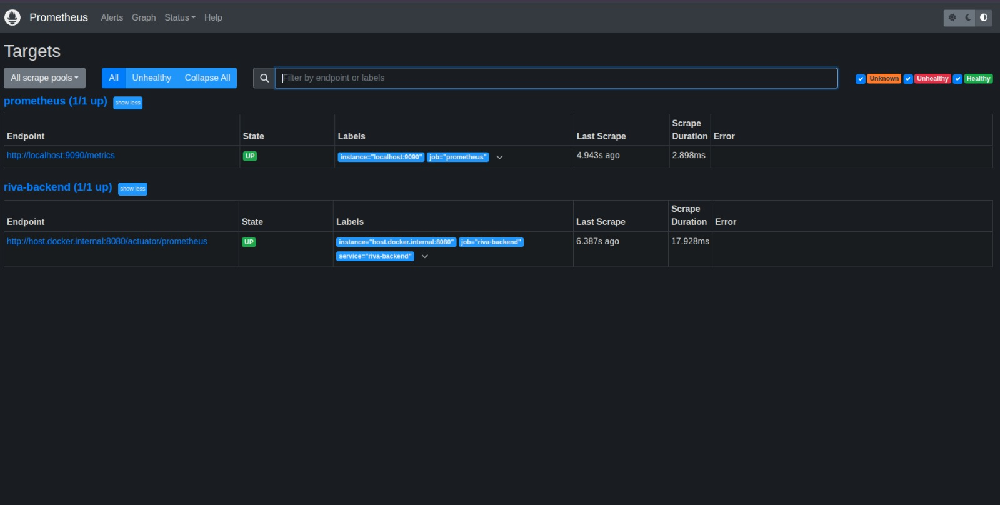 Prometheus Alerts Graph Status Help
Targets
All scrape pools All Unhealthy Collapse All Filter by endpoint or labels Unknown Unhealthy Healthy
prometheus (1/1 up) show less
Endpoint State Labels Last Scrape Scrape Duration Error
http://localhost:9090/metrics UP instance="localhost:9090" job="prometheus" 4.943s ago 2.898ms
riva-backend (1/1 up) show less
Endpoint State Labels Last Scrape Scrape Duration Error
http://host.docker.internal:8080/actuator/prometheus UP instance="host.docker.internal:8080" job="riva-backend" 6.387s ago 17.928ms
service="riva-backend"